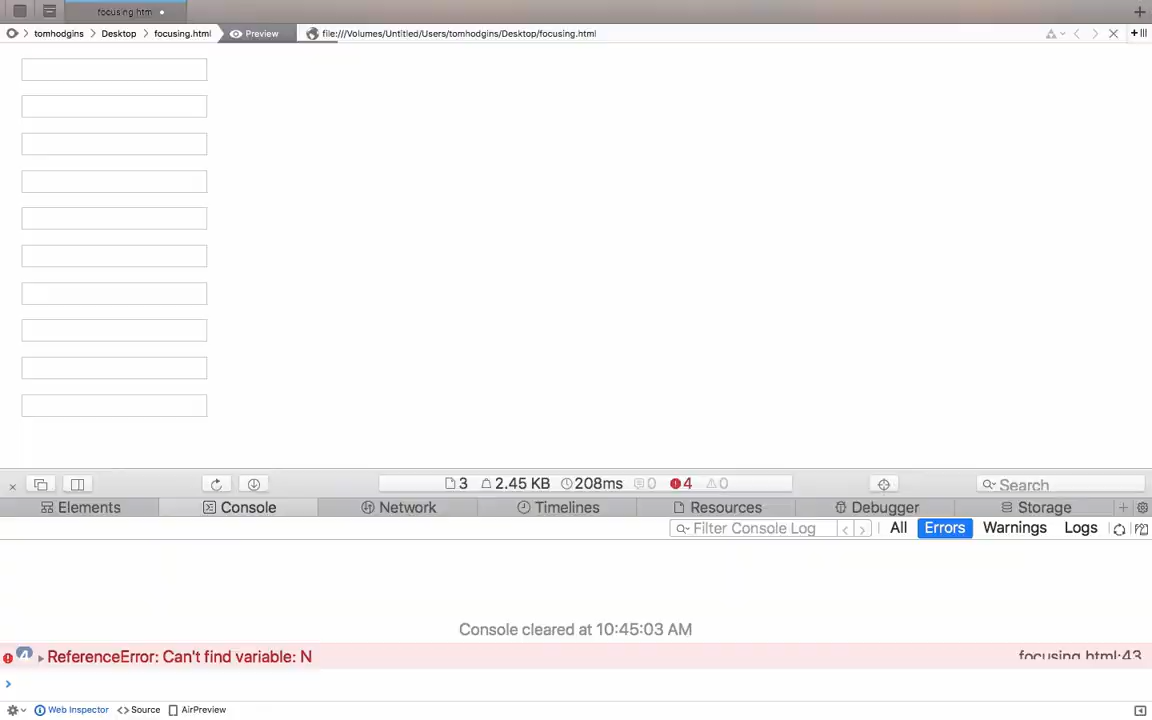 focusing.htm
tomhodgins Desktop focusing.html Preview file:///Volumes/Untitled/Users/tomhodgins/Desktop/focusing.html
3 2.45 KB 208ms 0 4 0 Search
Elements Console Network Timelines Resources Debugger Storage
Filter Console Log All Errors Warnings Logs
Console cleared at 10:45:03 AM
4 ReferenceError: Can't find variable: N focusing.html:43
Web Inspector Source AirPreview